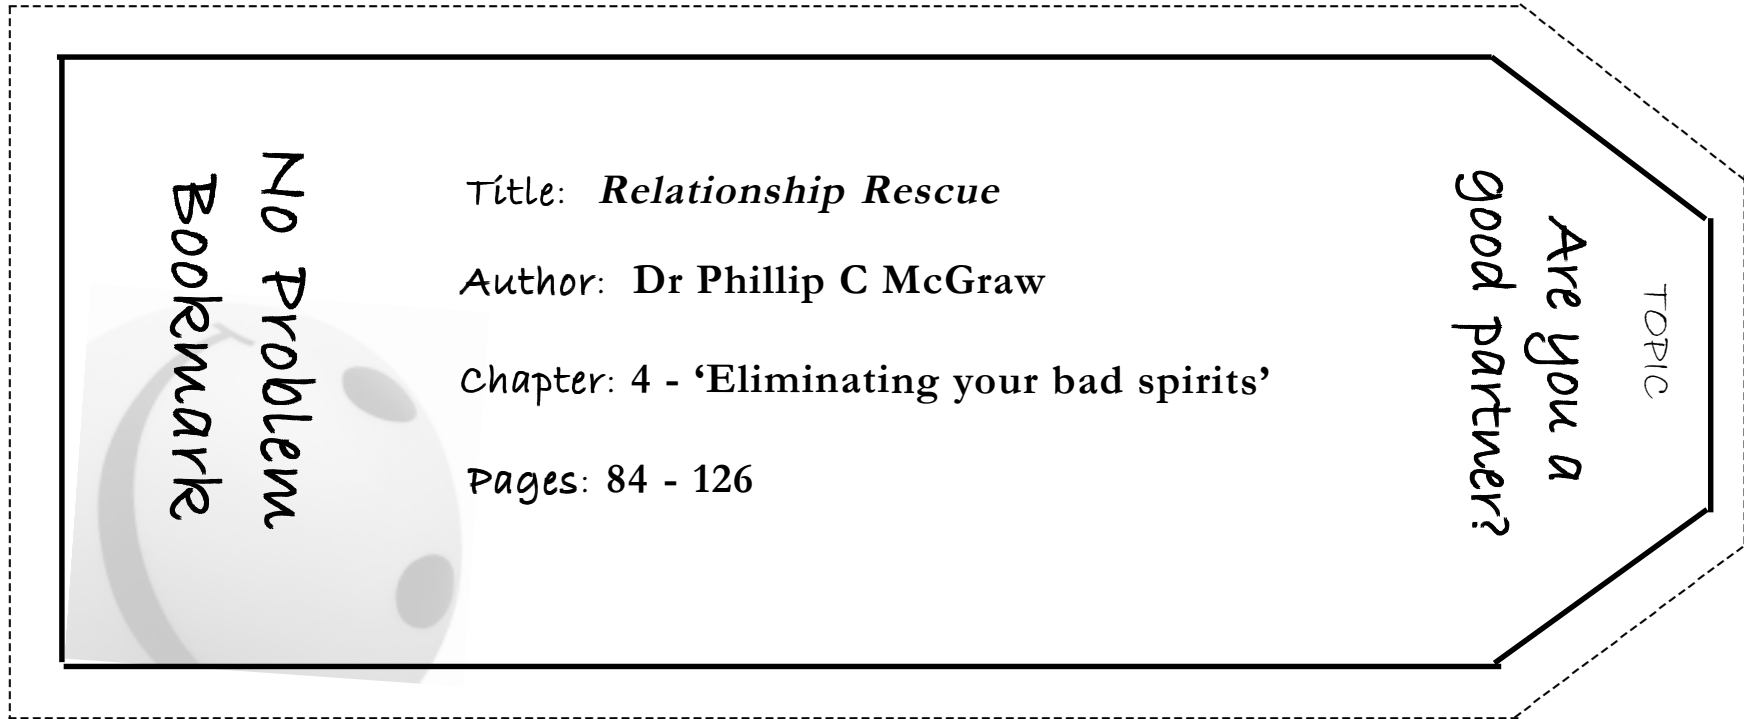 No Problem
Bookmark
Title: Relationship Rescue
Author: Dr Phillip C McGraw
Chapter: 4 - ‘Eliminating your bad spirits’
Pages: 84 - 126
TOPIC
Are you a
good partner?